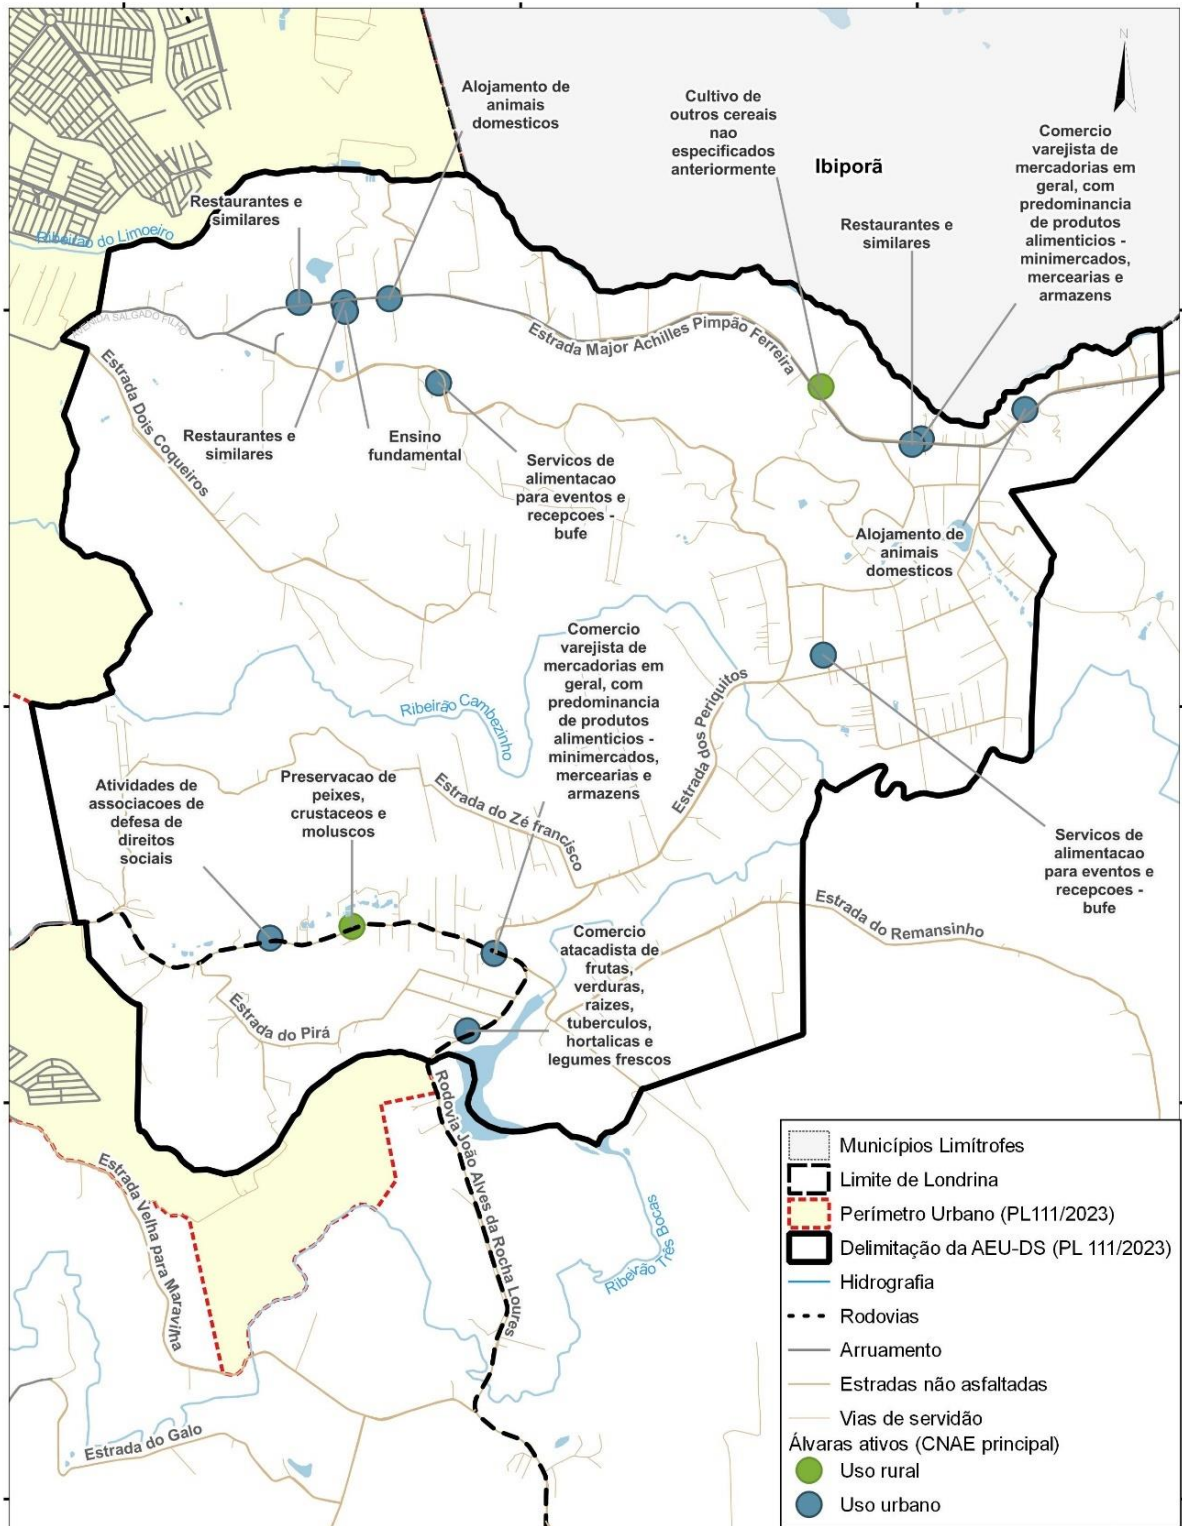 N
Alojamento de
animais
domesticos
Cultivo de
outros cereais
nao
especificados
anteriormente
Ibiporã
Comercio
varejista de
mercadorias em
geral, com
predominancia
de produtos
alimenticios -
minimercados,
mercearias e
armazens
Restaurantes e
similares
Restaurantes e
similares
Ribeirão do Limoeiro
AVENIDA SALGADO FILHO
Estrada Major Achilles Pimpão Ferreira
Estrada Dois Coqueiros
Restaurantes e
similares
Ensino
fundamental
Servicos de
alimentacao
para eventos e
recepcoes -
bufe
Alojamento de
animais
domesticos
Comercio
varejista de
mercadorias em
geral, com
predominancia
de produtos
alimenticios -
minimercados,
mercearias e
armazens
Ribeirão Cambezinho
Estrada dos Periquitos
Atividades de
associacoes de
defesa de
direitos
sociais
Preservacao de
peixes,
crustaceos e
moluscos
Estrada do Zé francisco
Servicos de
alimentacao
para eventos e
recepcoes -
bufe
Estrada do Remansinho
Comercio
atacadista de
frutas,
verduras,
raizes,
tuberculos,
hortalicas e
legumes frescos
Estrada do Pirá
Rodovia João Alves da Rocha Loures
Estrada Velha para Maravilha
Ribeirão Três Bocas
Estrada do Galo
Municípios Limítrofes
Limite de Londrina
Perímetro Urbano (PL111/2023)
Delimitação da AEU-DS (PL 111/2023)
Hidrografia
Rodovias
Arruamento
Estradas não asfaltadas
Vias de servidão
Álvaras ativos (CNAE principal)
Uso rural
Uso urbano